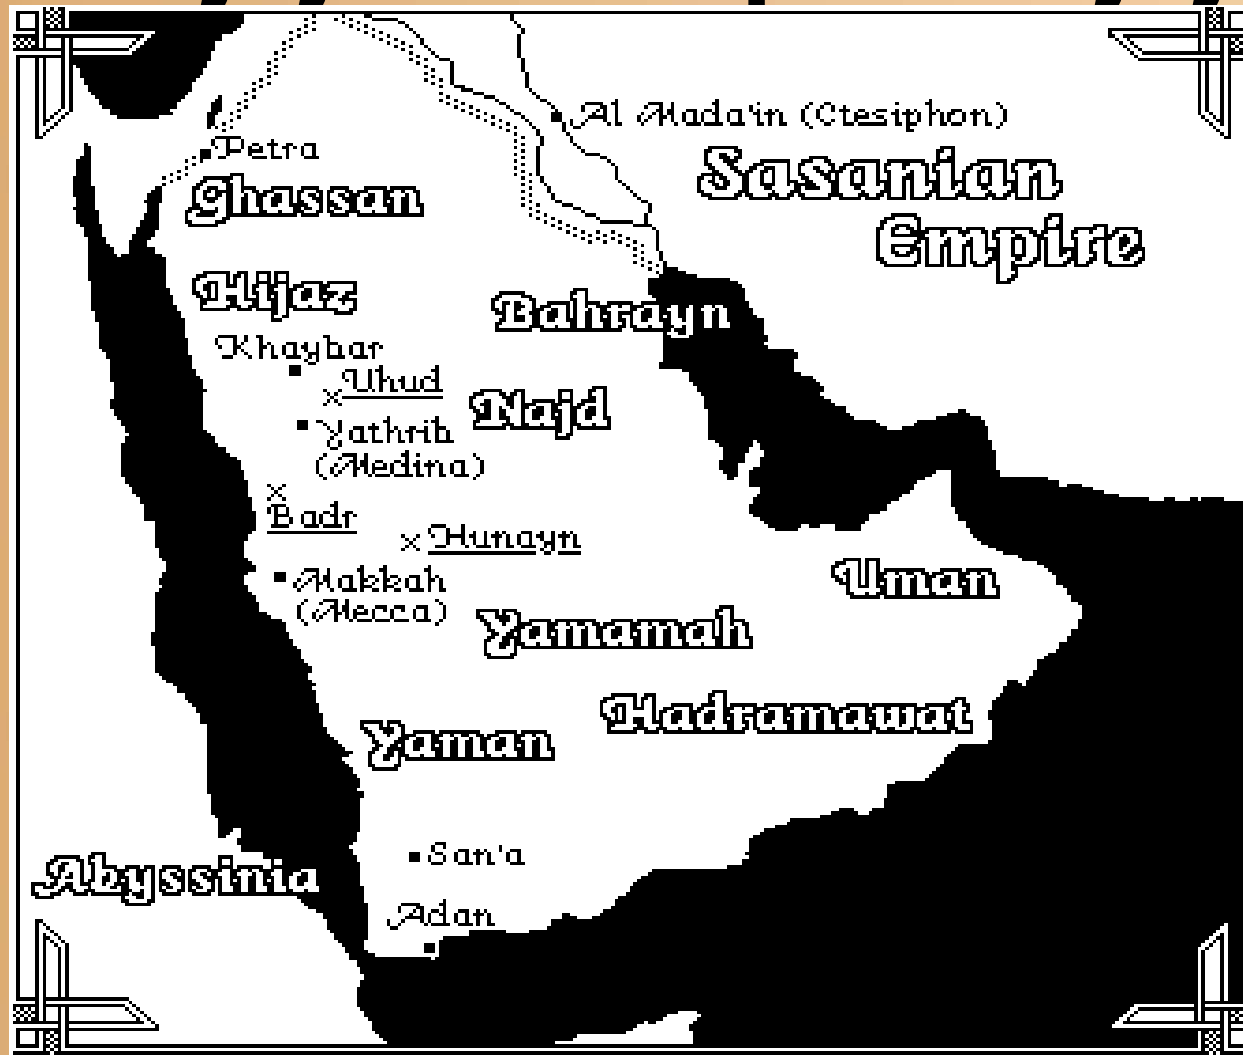 Al Mada'in (Ctesiphon)
Petra
Sasanian
Empire
Ghassan
Hijaz
Bahrayn
Khaybar
Uhud
Najd
Yathrib
(Medina)
Badr
Hunayn
Makkah
(Mecca)
Uman
Yamamah
Hadramawat
Yaman
San'a
Abyssinia
Adan